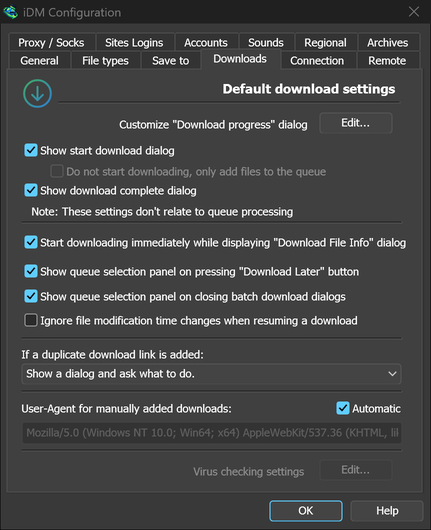 iDM Configuration
Proxy / Socks Sites Logins Accounts Sounds Regional Archives
General File types Save to Downloads Connection Remote
Default download settings
Customize "Download progress" dialog Edit...
Show start download dialog
Do not start downloading, only add files to the queue
Show download complete dialog
Note: These settings don't relate to queue processing
Start downloading immediately while displaying "Download File Info" dialog
Show queue selection panel on pressing "Download Later" button
Show queue selection panel on closing batch download dialogs
Ignore file modification time changes when resuming a download
If a duplicate download link is added:
Show a dialog and ask what to do.
User-Agent for manually added downloads: Automatic
Mozilla/5.0 (Windows NT 10.0; Win64; x64) AppleWebKit/537.36 (KHTML, lik
Virus checking settings Edit...
OK Help